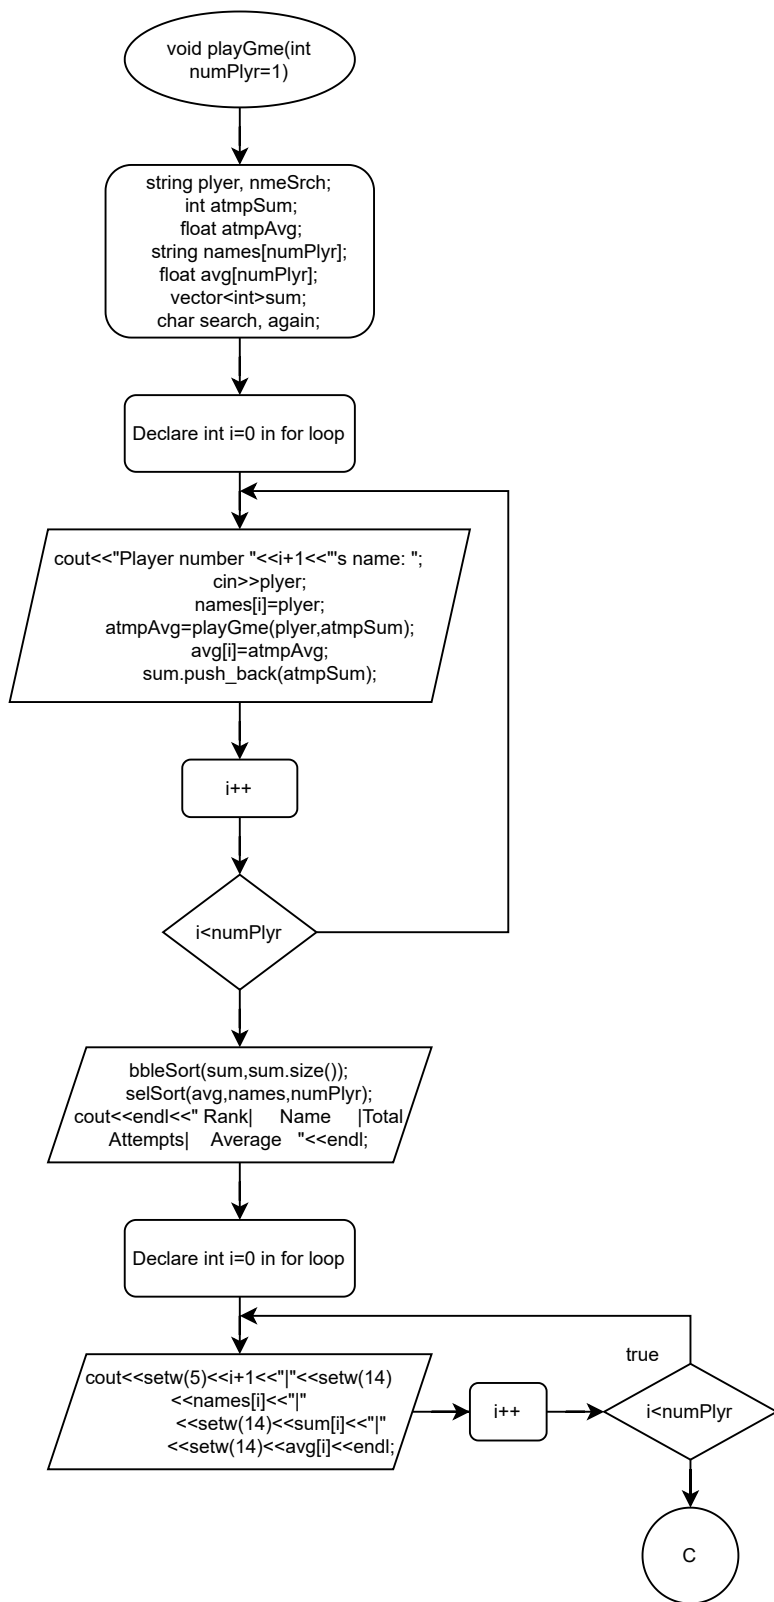 void playGme(int
numPlyr=1)
string plyer, nmeSrch;
int atmpSum;
float atmpAvg;
string names[numPlyr];
float avg[numPlyr];
vector<int>sum;
char search, again;
Declare int i=0 in for loop
cout<<"Player number "<<i+1<<"'s name: ";
cin>>plyer;
names[i]=plyer;
atmpAvg=playGme(plyer,atmpSum);
avg[i]=atmpAvg;
sum.push_back(atmpSum);
i++
i<numPlyr
bbleSort(sum,sum.size());
selSort(avg,names,numPlyr);
cout<<endl<<" Rank|     Name     |Total
Attempts|    Average   "<<endl;
Declare int i=0 in for loop
true
cout<<setw(5)<<i+1<<"|"<<setw(14)
<<names[i]<<"|"
<<setw(14)<<sum[i]<<"|"
<<setw(14)<<avg[i]<<endl;
i++
i<numPlyr
C